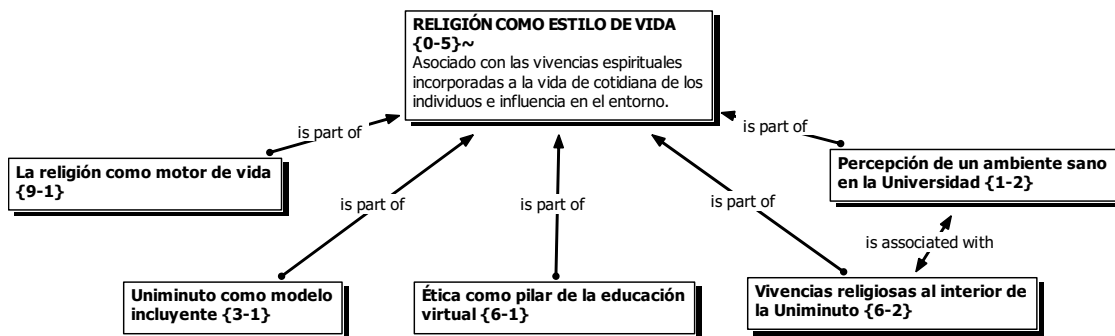 RELIGIÓN COMO ESTILO DE VIDA
{0-5}~
Asociado con las vivencias espirituales
incorporadas a la vida de cotidiana de los
individuos e influencia en el entorno.
is part of
is part of
La religión como motor de vida
{9-1}
Percepción de un ambiente sano
en la Universidad {1-2}
is part of
is part of
is part of
is associated with
Uniminuto como modelo
incluyente {3-1}
Ética como pilar de la educación
virtual {6-1}
Vivencias religiosas al interior de
la Uniminuto {6-2}